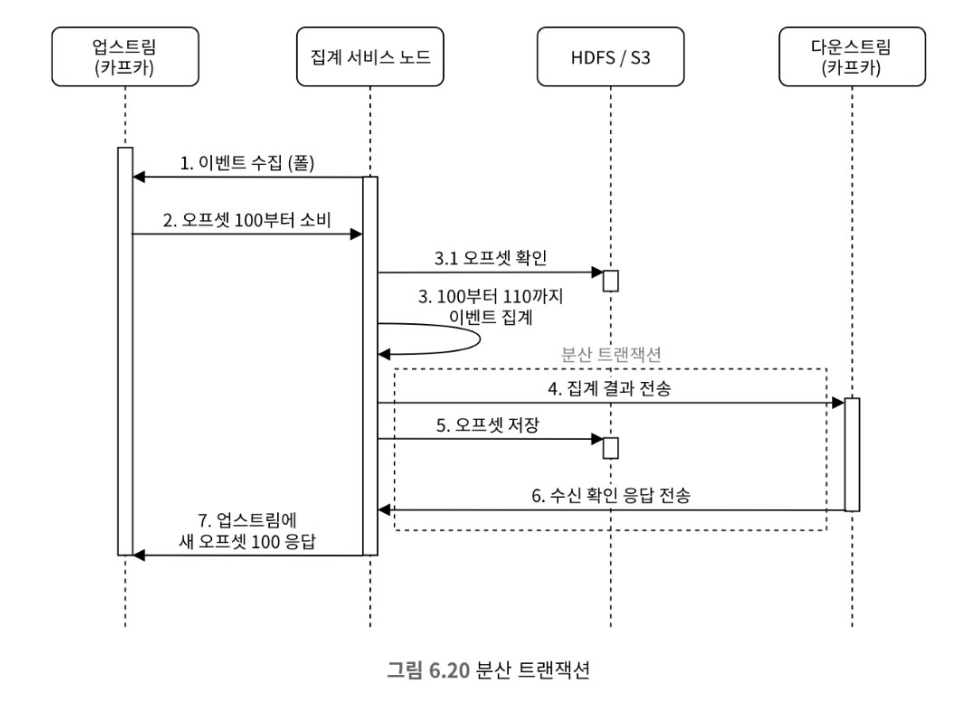 업스트림
(카프카)
집계 서비스 노드
HDFS / S3
다운스트림
(카프카)
1. 이벤트 수집 (폴)
2. 오프셋 100부터 소비
3.1 오프셋 확인
3. 100부터 110까지
이벤트 집계
분산 트랜잭션
4. 집계 결과 전송
5. 오프셋 저장
6. 수신 확인 응답 전송
7. 업스트림에
새 오프셋 100 응답
그림 6.20 분산 트랜잭션